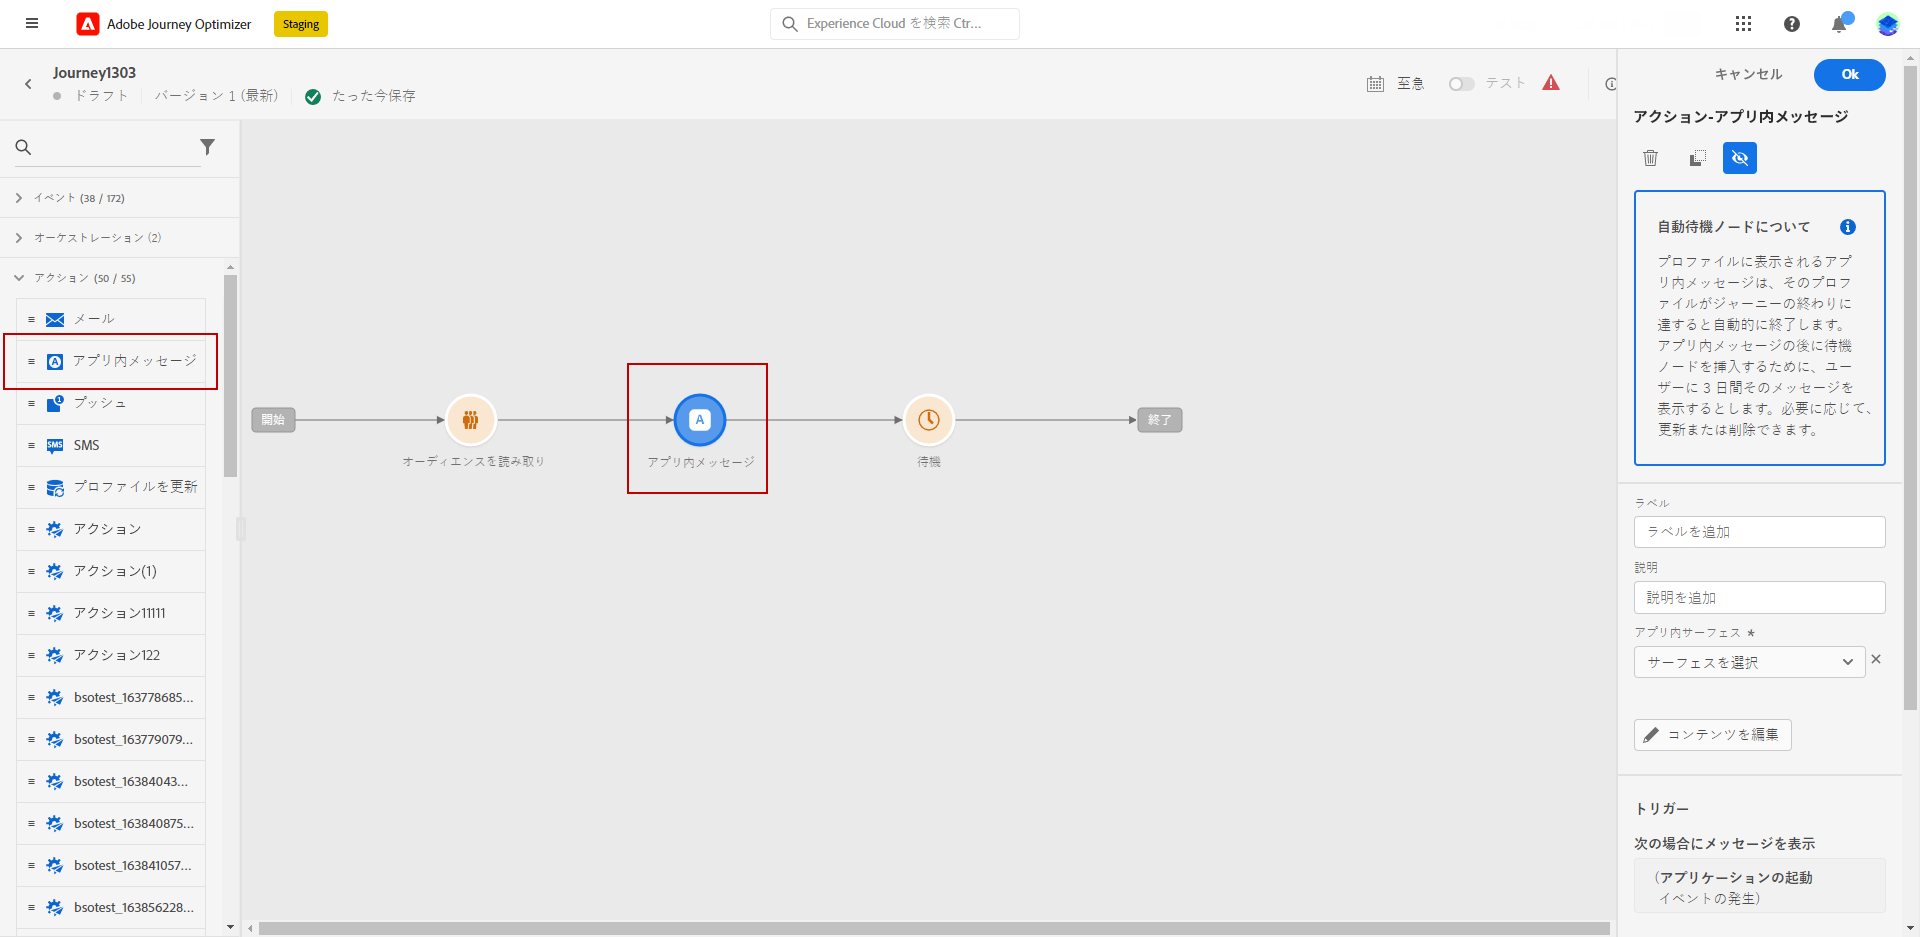 Adobe Journey Optimizer
Staging
Experience Cloud を検索 Ctr...
Journey1303
ドラフト
バージョン 1 (最新)
たった今保存
至急
テスト
イベント (38 / 172)
オーケストレーション (2)
アクション (50 / 55)
メール
アプリ内メッセージ
プッシュ
SMS
プロファイルを更新
アクション
アクション(1)
アクション11111
アクション122
bsotest_163778685...
bsotest_163779079...
bsotest_16384043...
bsotest_163840875...
bsotest_163841057...
bsotest_163856228...
開始
オーディエンスを読み取り
アプリ内メッセージ
待機
終了
キャンセル
Ok
アクション-アプリ内メッセージ
自動待機ノードについて
プロファイルに表示されるアプ
リ内メッセージは、そのプロフ
ァイルがジャーニーの終わりに
達すると自動的に終了します。
アプリ内メッセージの後に待機
ノードを挿入するために、ユー
ザーに 3 日間そのメッセージを
表示するとします。必要に応じて、
更新または削除できます。
ラベル
ラベルを追加
説明
説明を追加
アプリ内サーフェス *
サーフェスを選択
コンテンツを編集
トリガー
次の場合にメッセージを表示
（アプリケーションの起動
イベントの発生）